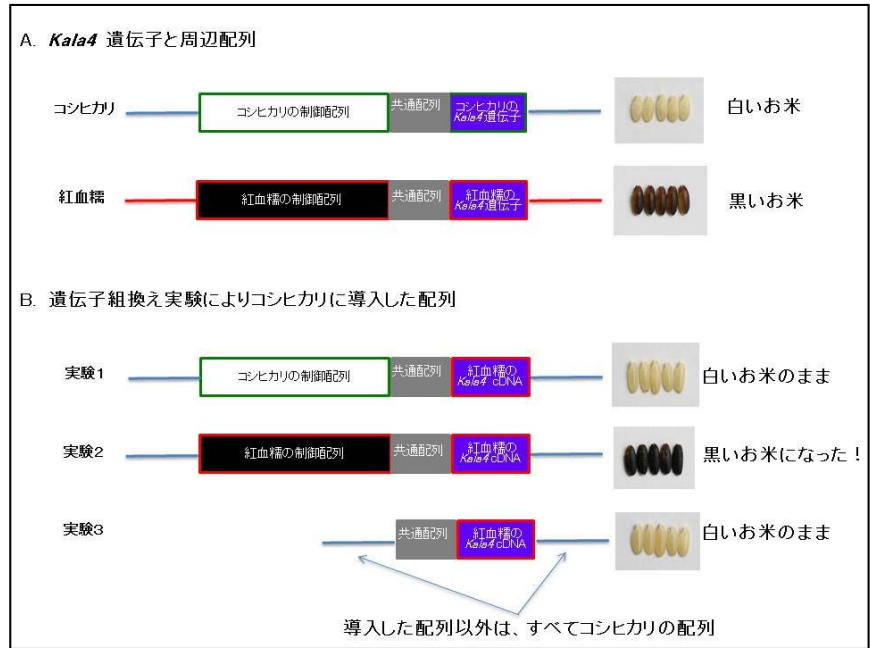 A. Kala4 遺伝子と周辺配列
コシヒカリ
コシヒカリの制御配列
共通配列
コシヒカリの
Kala4遺伝子
白いお米
紅血糯
紅血糯の制御配列
共通配列
紅血糯の
Kala4遺伝子
黒いお米
B. 遺伝子組換え実験によりコシヒカリに導入した配列
実験1
コシヒカリの制御配列
共通配列
紅血糯の
Kala4 cDNA
白いお米のまま
実験2
紅血糯の制御配列
共通配列
紅血糯の
Kala4 cDNA
黒いお米になった！
実験3
共通配列
紅血糯の
Kala4 cDNA
白いお米のまま
導入した配列以外は、すべてコシヒカリの配列